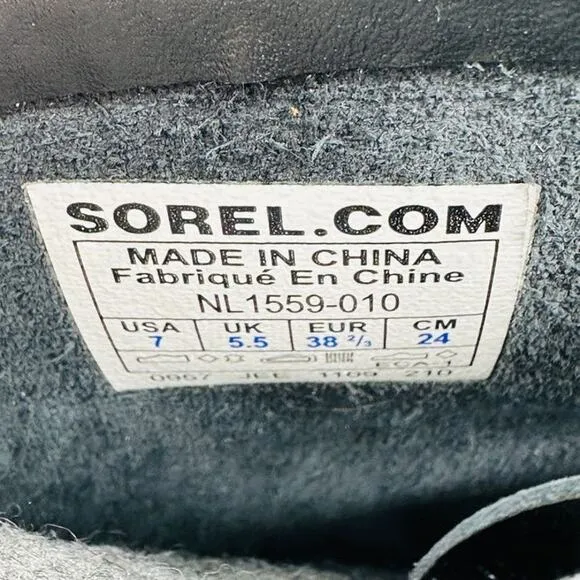 SOREL.COM
MADE IN CHINA
Fabriqué En Chine
NL1559-010
USA UK EUR CM
7 5.5 38 2/3 24